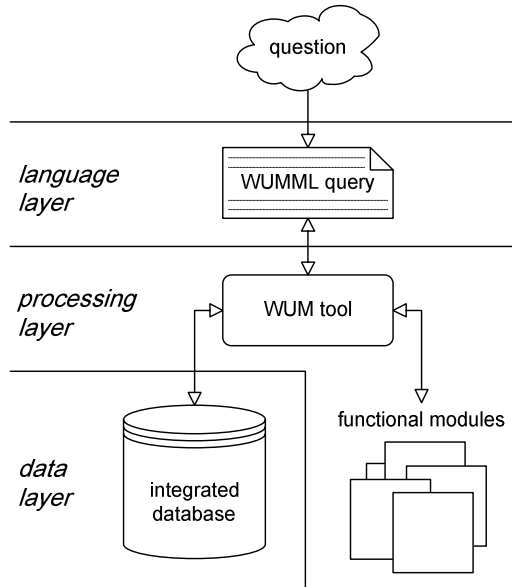 question
language
layer
WUMML query
processing
layer
WUM tool
functional modules
data
layer
integrated
database